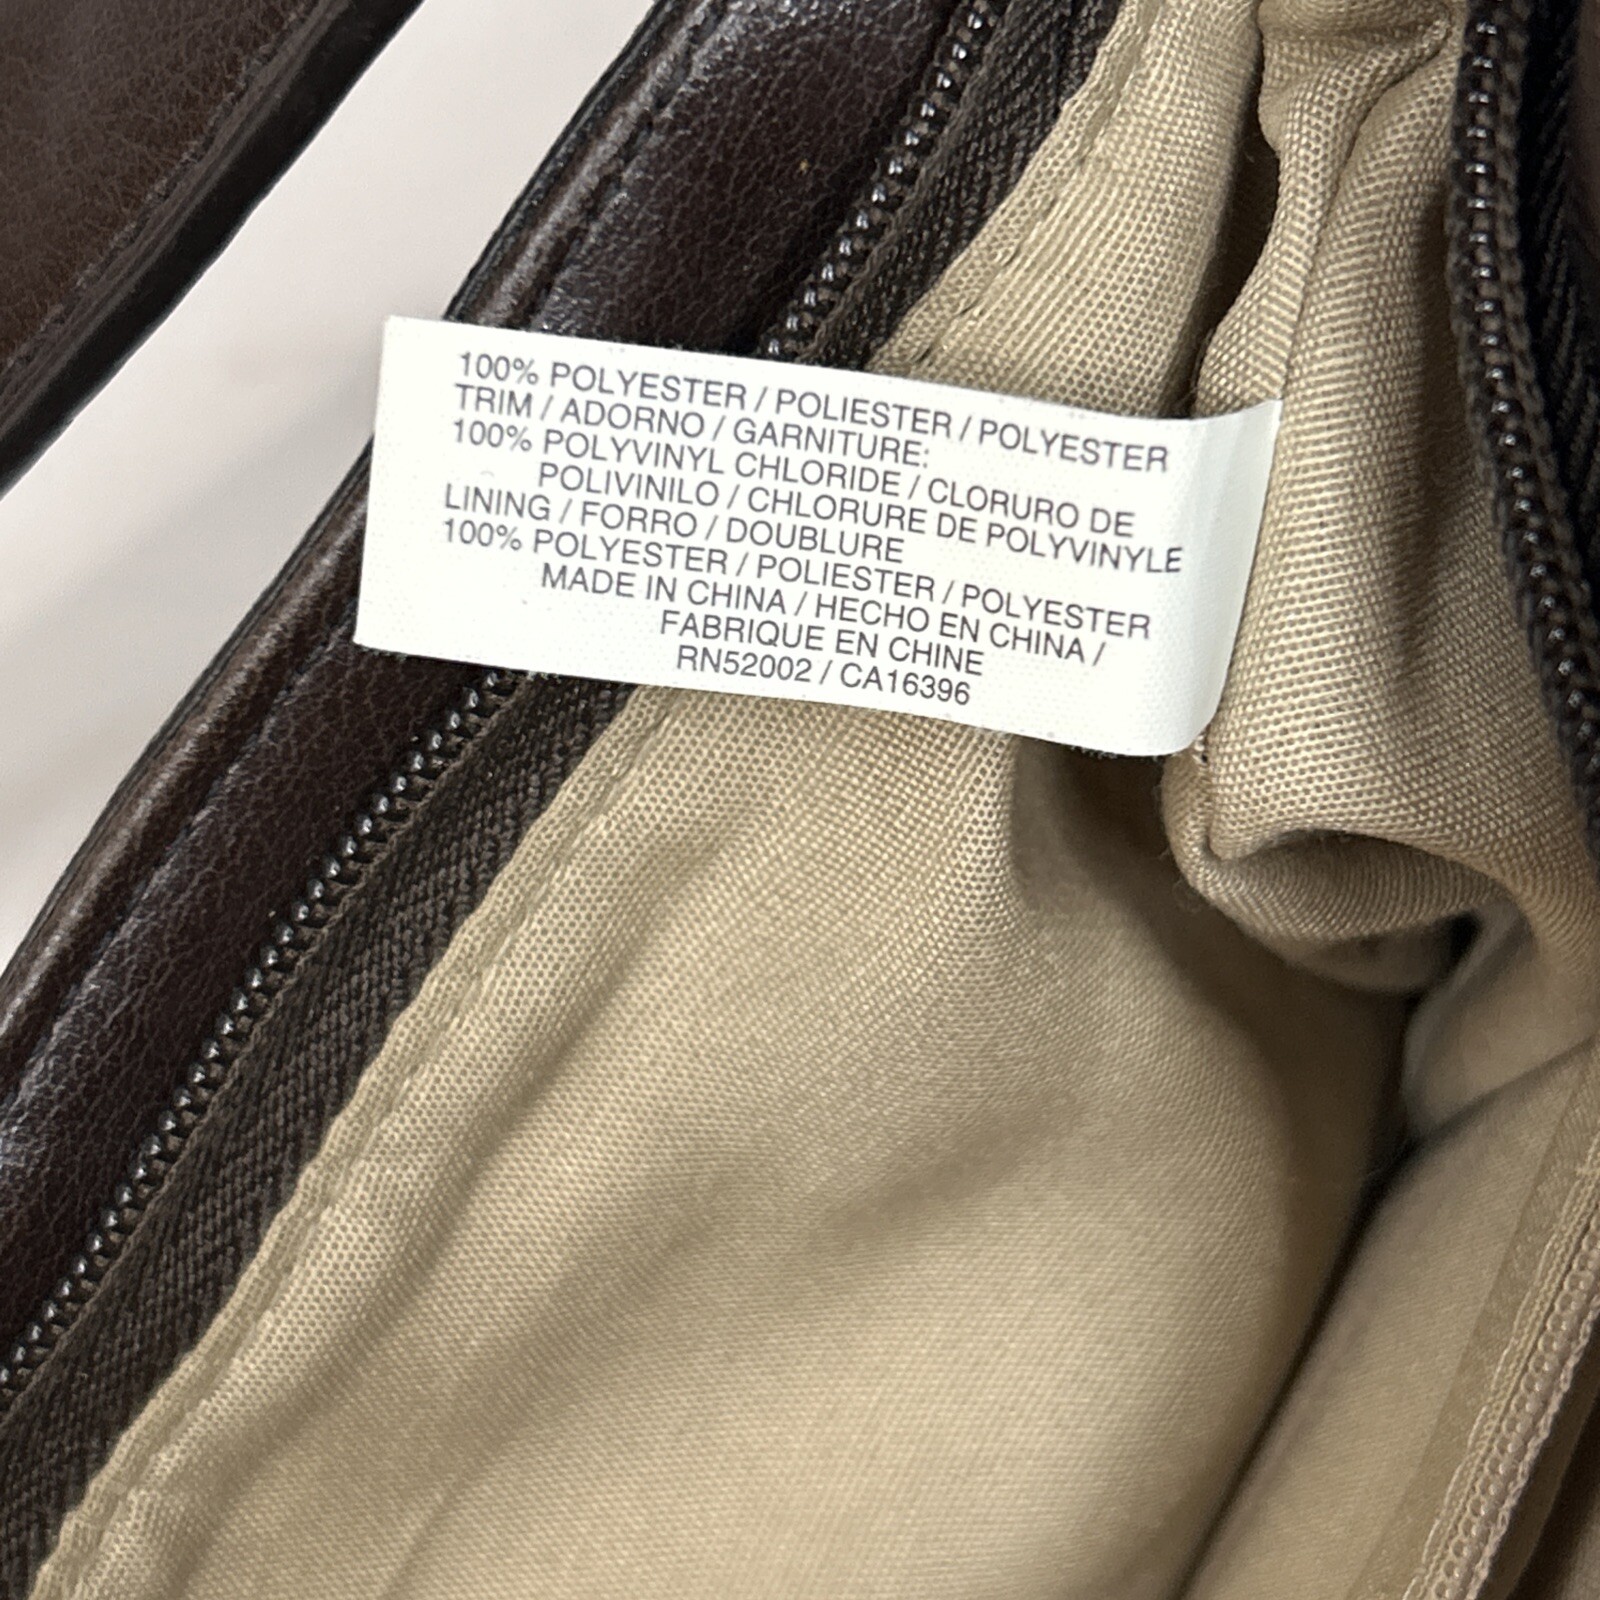 100% POLYESTER / POLIESTER / POLYESTER
TRIM / ADORNO / GARNITURE:
100% POLYVINYL CHLORIDE / CLORURO DE
POLIVINILO / CHLORURE DE POLYVINYLE
LINING / FORRO / DOUBLURE
100% POLYESTER / POLIESTER / POLYESTER
MADE IN CHINA / HECHO EN CHINA /
FABRIQUE EN CHINE
RN52002 / CA16396